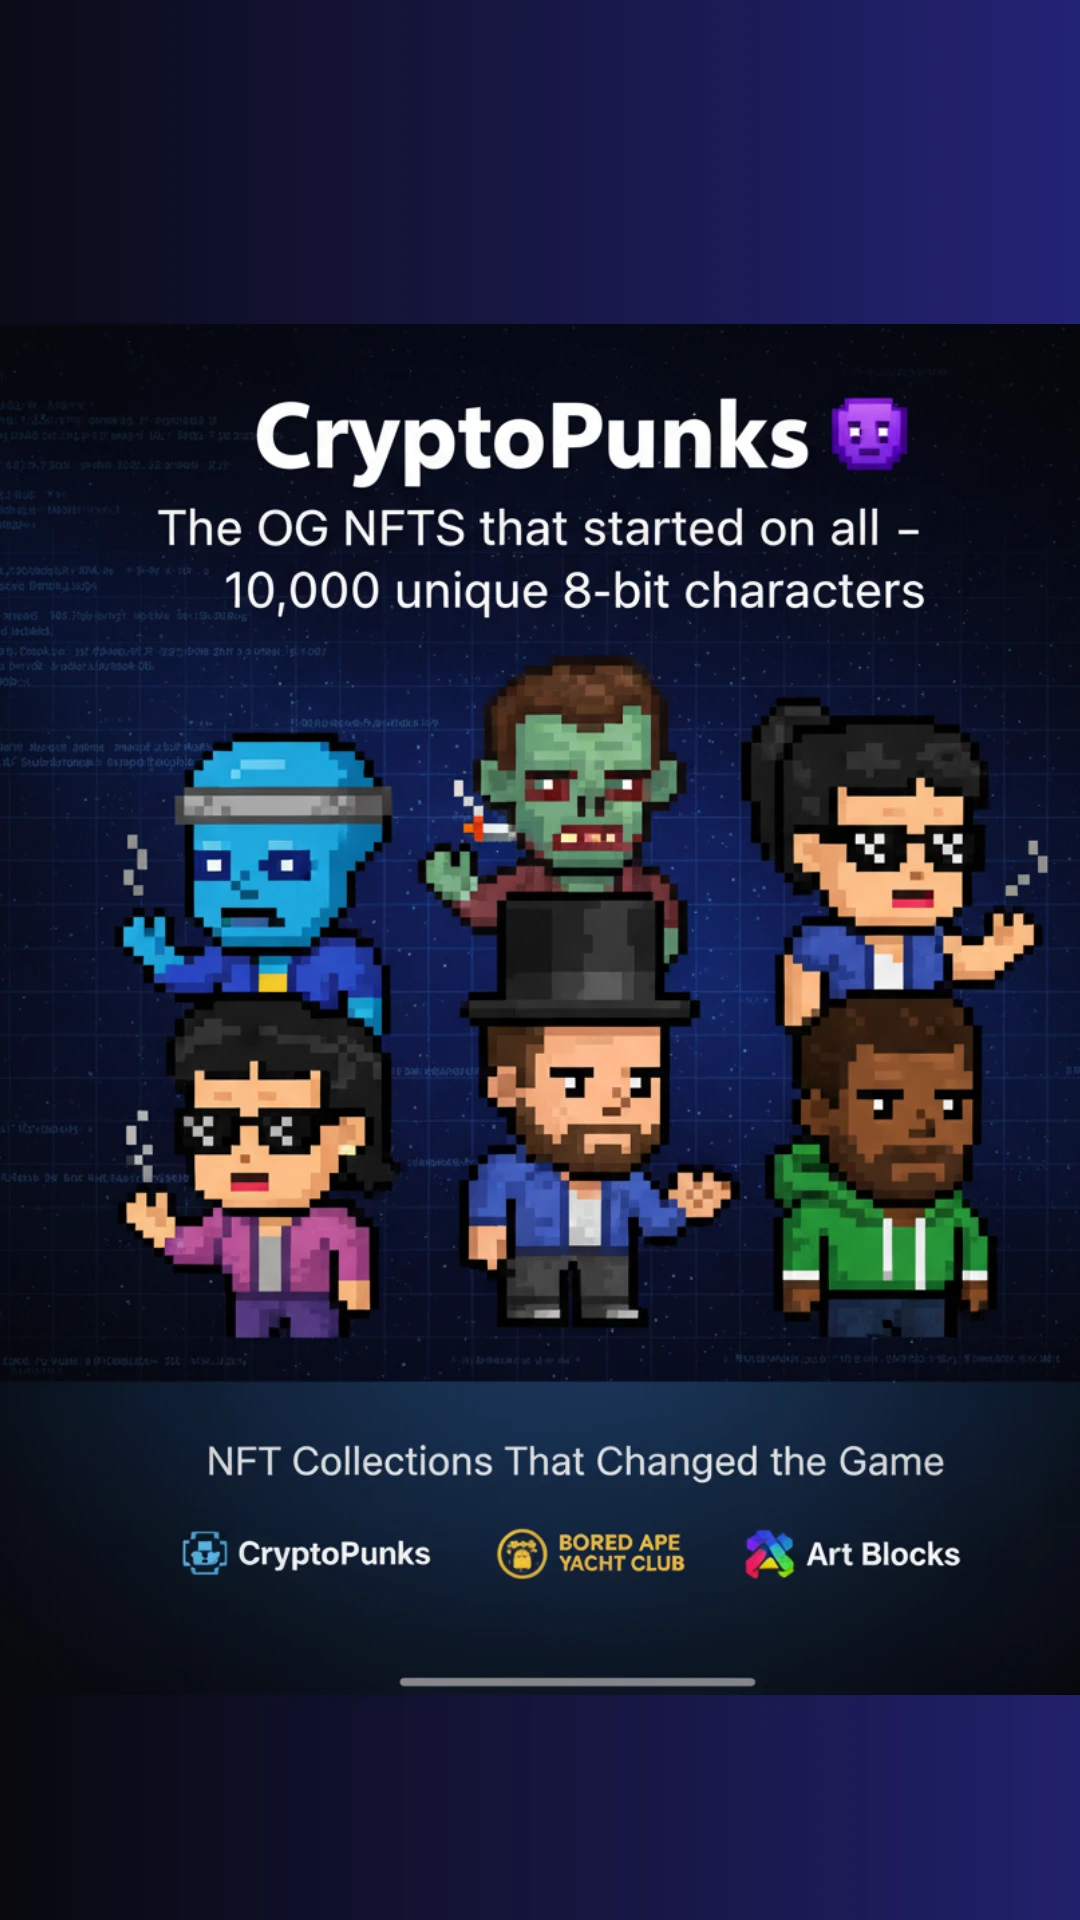 CryptoPunks
The OG NFTS that started on all –
10,000 unique 8-bit characters
NFT Collections That Changed the Game
CryptoPunks
BORED APE
YACHT CLUB
Art Blocks